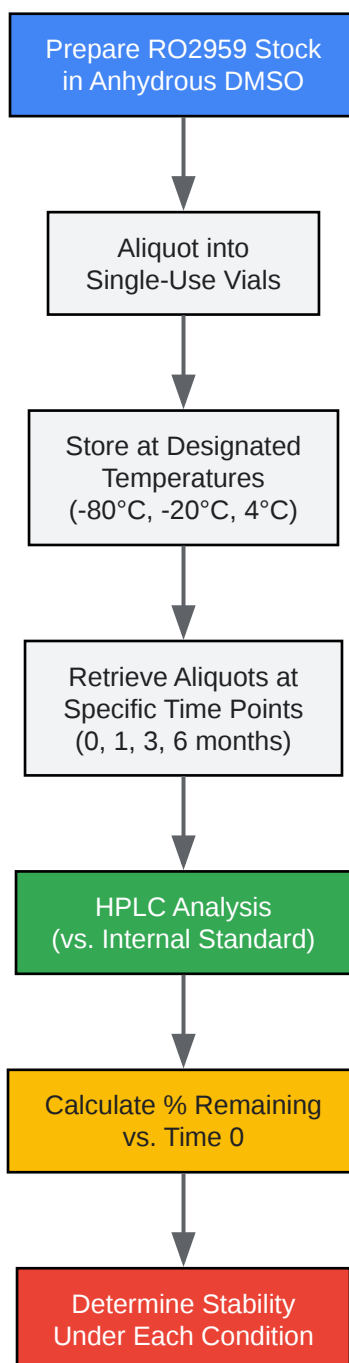 Prepare RO2959 Stock
in Anhydrous DMSO
Aliquot into
Single-Use Vials
Store at Designated
Temperatures
(-80°C, -20°C, 4°C)
Retrieve Aliquots at
Specific Time Points
(0, 1, 3, 6 months)
HPLC Analysis
(vs. Internal Standard)
Calculate % Remaining
vs. Time 0
Determine Stability
Under Each Condition